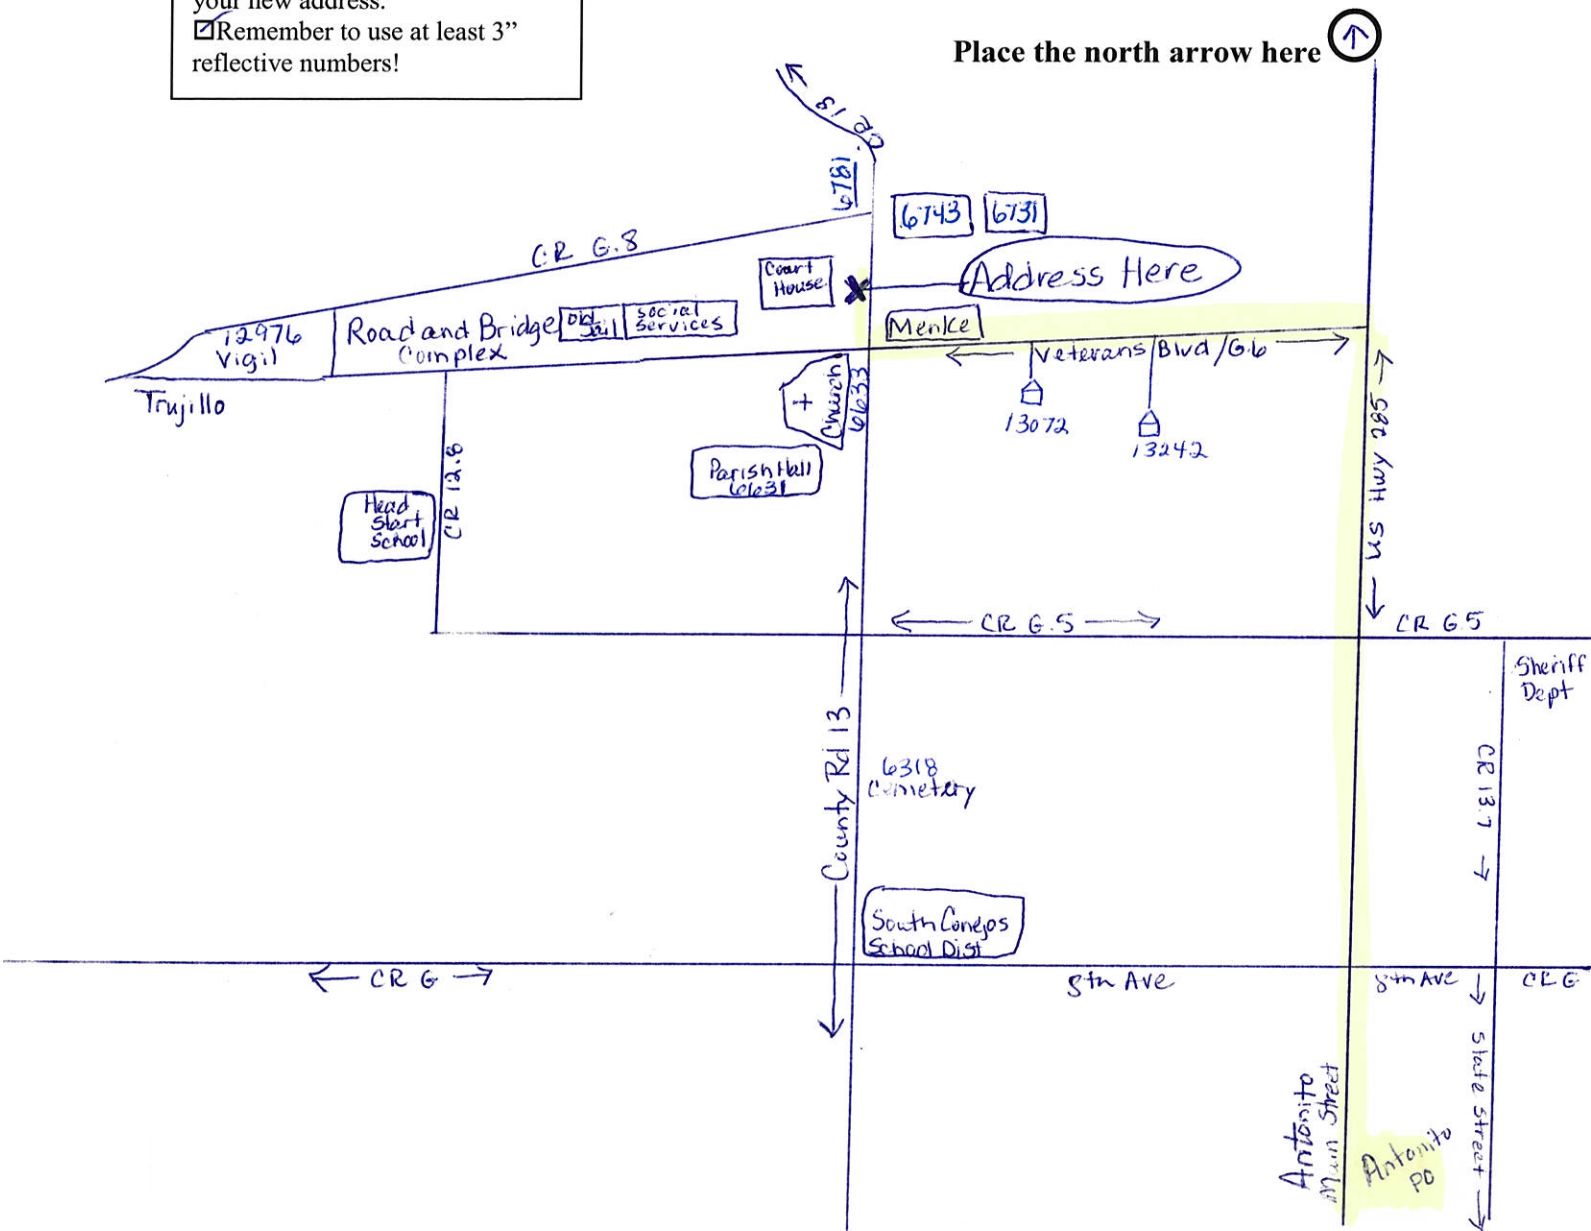 your new address.
☑Remember to use at least 3”
reflective numbers!
Place the north arrow here
CR 13
6781
6743
6731
CR G.8
Court
House
X
Address Here
12976
Vigil
Road and Bridge
Complex
Old
Jail
Social
Services
Menke
Veterans Blvd/G.6
Trujillo
+
Church
6633
13072
13242
Parish Hall
6631
US Hwy 285
CR 12.8
Head
Start
School
CR G.5
CR G5
Sheriff
Dept
County Rd 13
6318
Cemetery
CR 13.7
South Conejos
School Dist
CR G
8th Ave
8th Ave
CR G
State Street
Antonito
Main Street
Antonito
PO